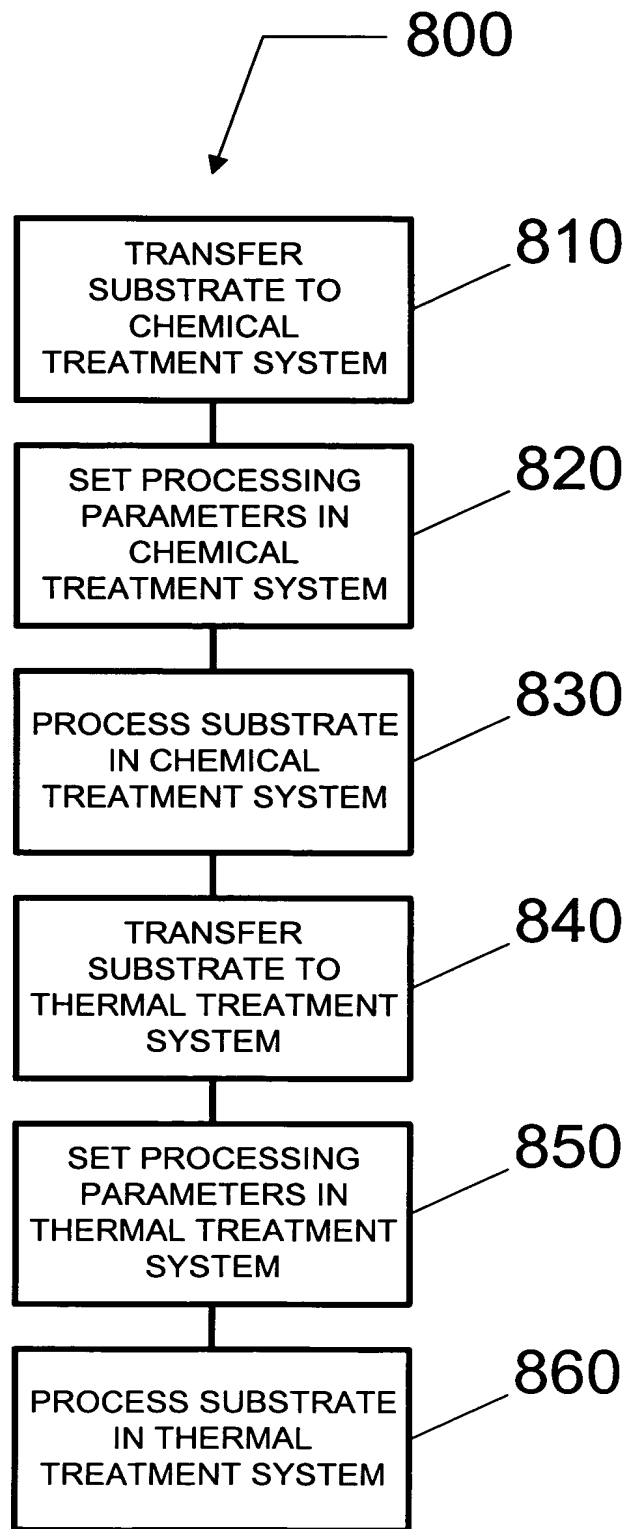 800
TRANSFER
SUBSTRATE TO
CHEMICAL
TREATMENT SYSTEM
810
SET PROCESSING
PARAMETERS IN
CHEMICAL
TREATMENT SYSTEM
820
PROCESS SUBSTRATE
IN CHEMICAL
TREATMENT SYSTEM
830
TRANSFER
SUBSTRATE TO
THERMAL TREATMENT
SYSTEM
840
SET PROCESSING
PARAMETERS IN
THERMAL TREATMENT
SYSTEM
850
PROCESS SUBSTRATE
IN THERMAL
TREATMENT SYSTEM
860